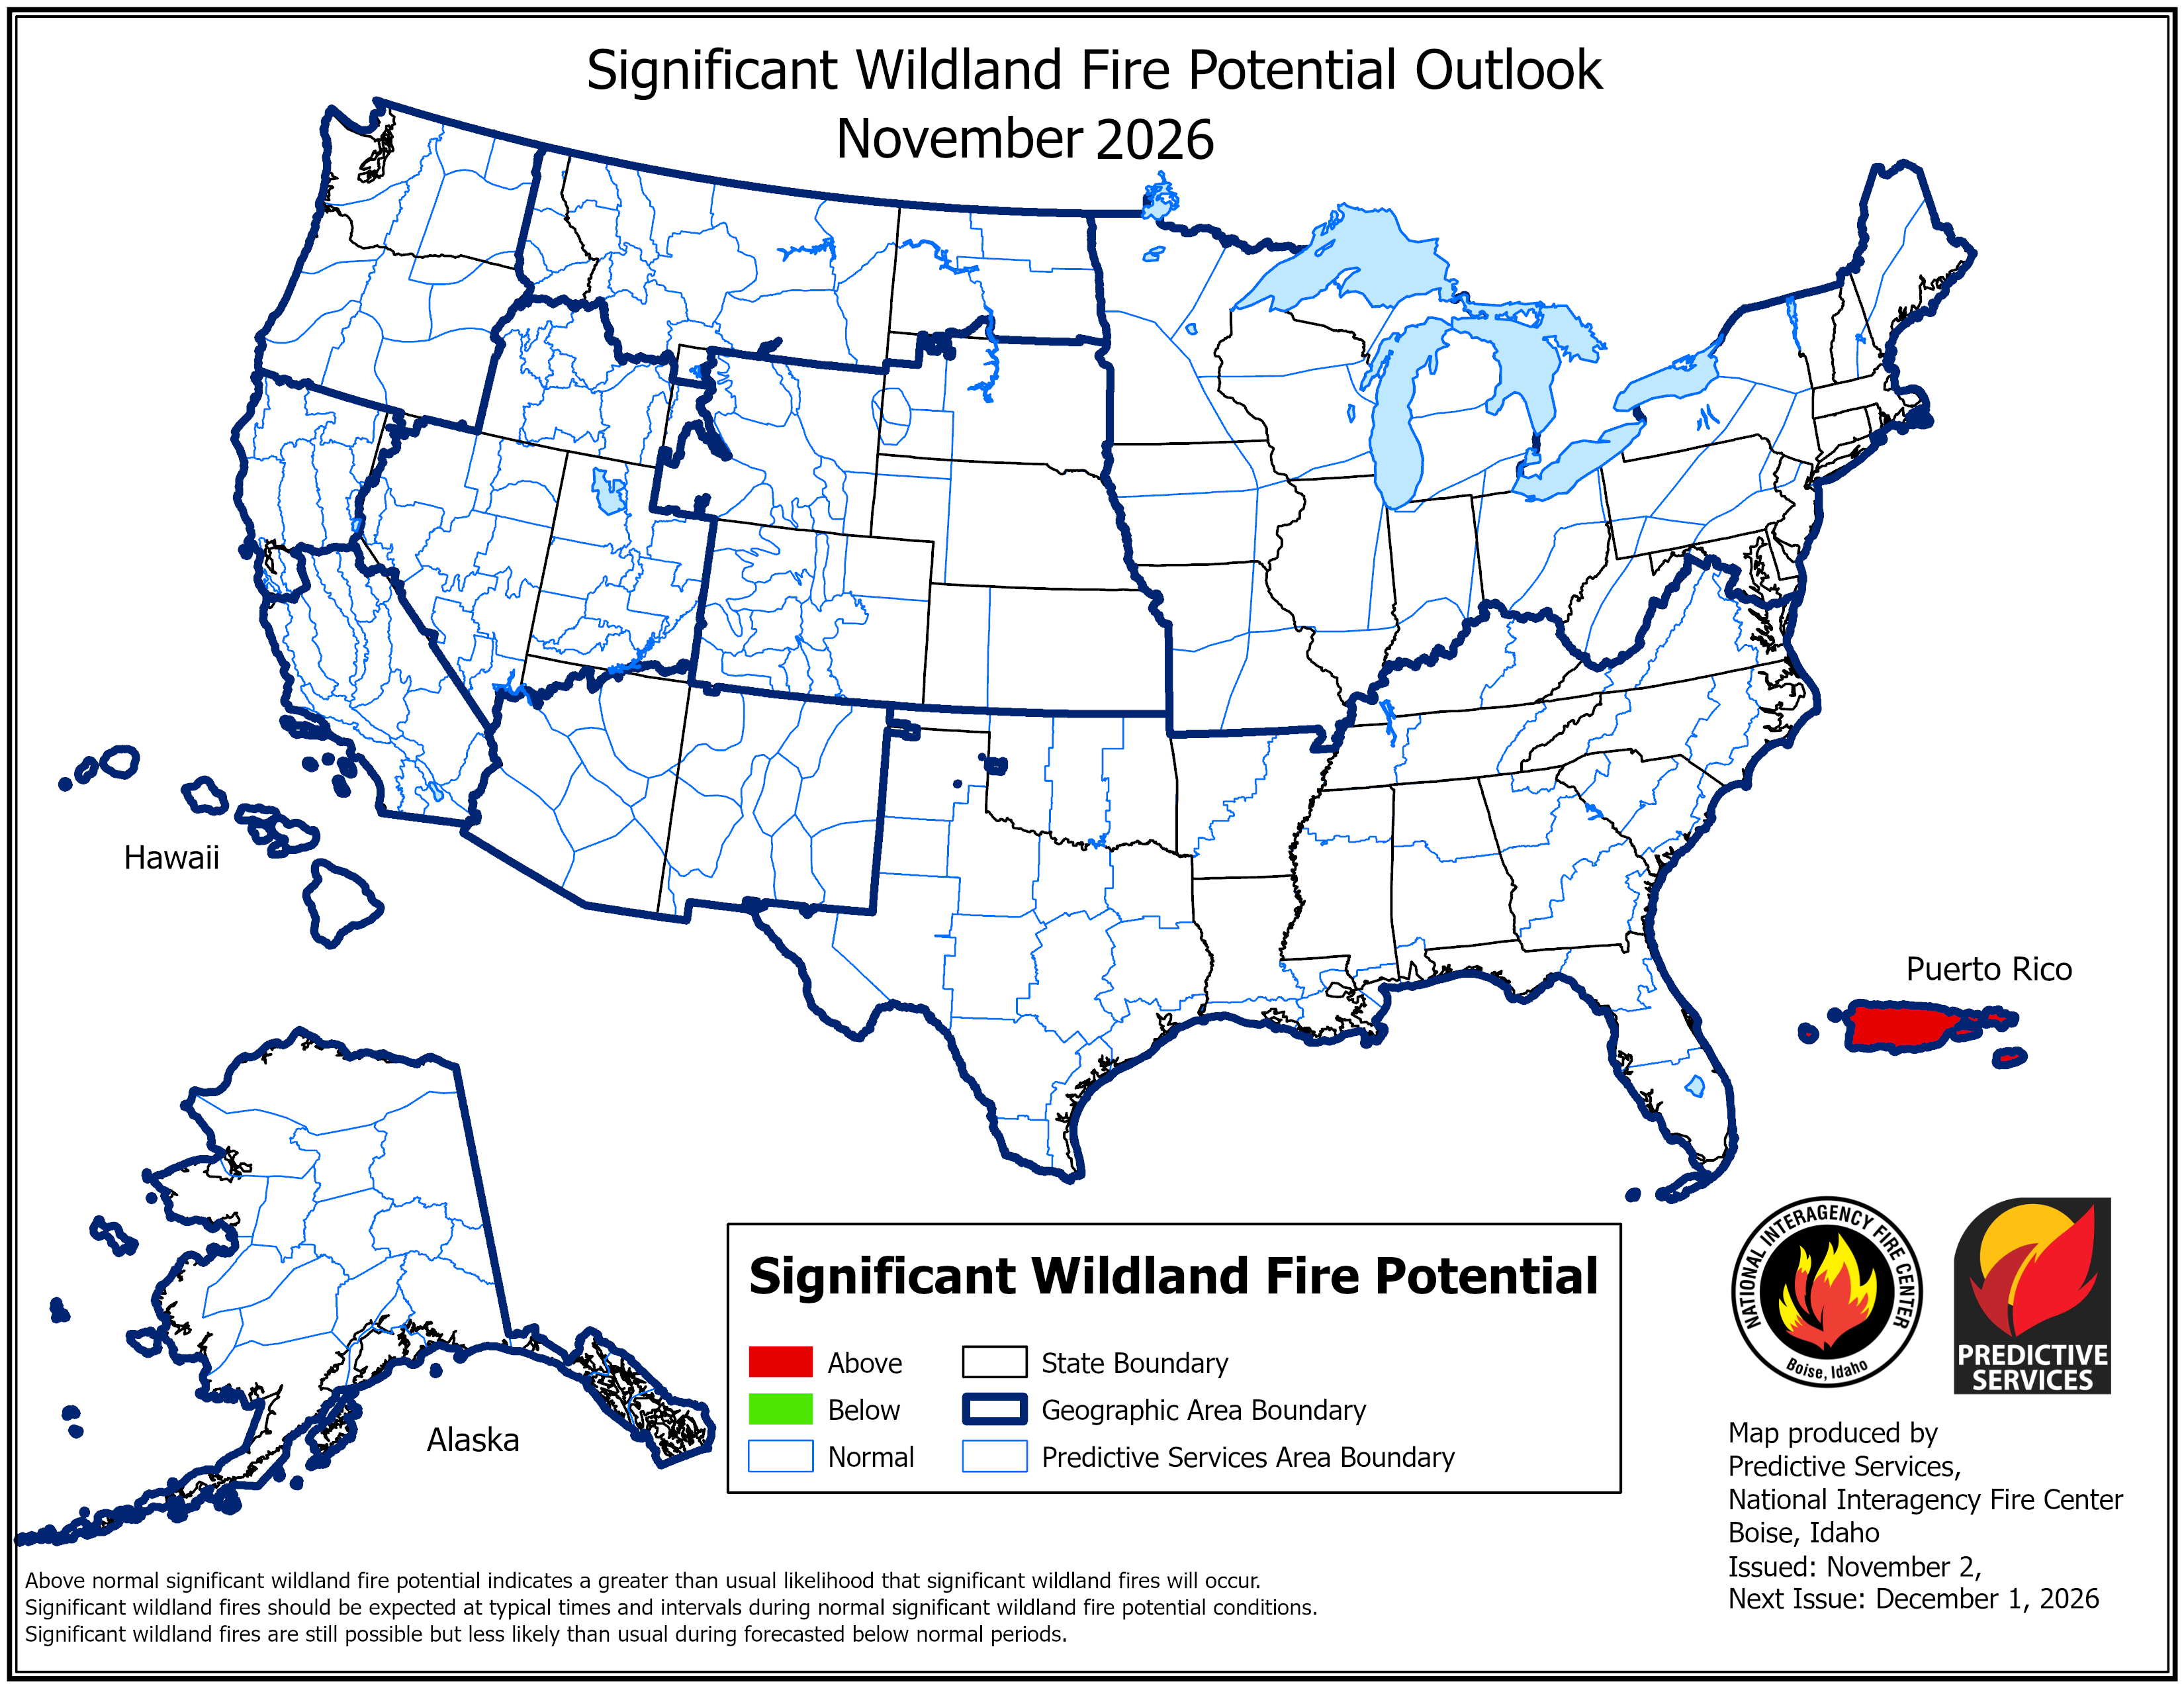 Significant Wildland Fire Potential Outlook
November 2026
Hawaii
Puerto Rico
Alaska
Significant Wildland Fire Potential
Above
State Boundary
Below
Geographic Area Boundary
Normal
Predictive Services Area Boundary
NATIONAL INTERAGENCY FIRE CENTER
Boise, Idaho
PREDICTIVE
SERVICES
Map produced by
Predictive Services,
National Interagency Fire Center
Boise, Idaho
Issued: November 2,
Next Issue: December 1, 2026
Above normal significant wildland fire potential indicates a greater than usual likelihood that significant wildland fires will occur.
Significant wildland fires should be expected at typical times and intervals during normal significant wildland fire potential conditions.
Significant wildland fires are still possible but less likely than usual during forecasted below normal periods.